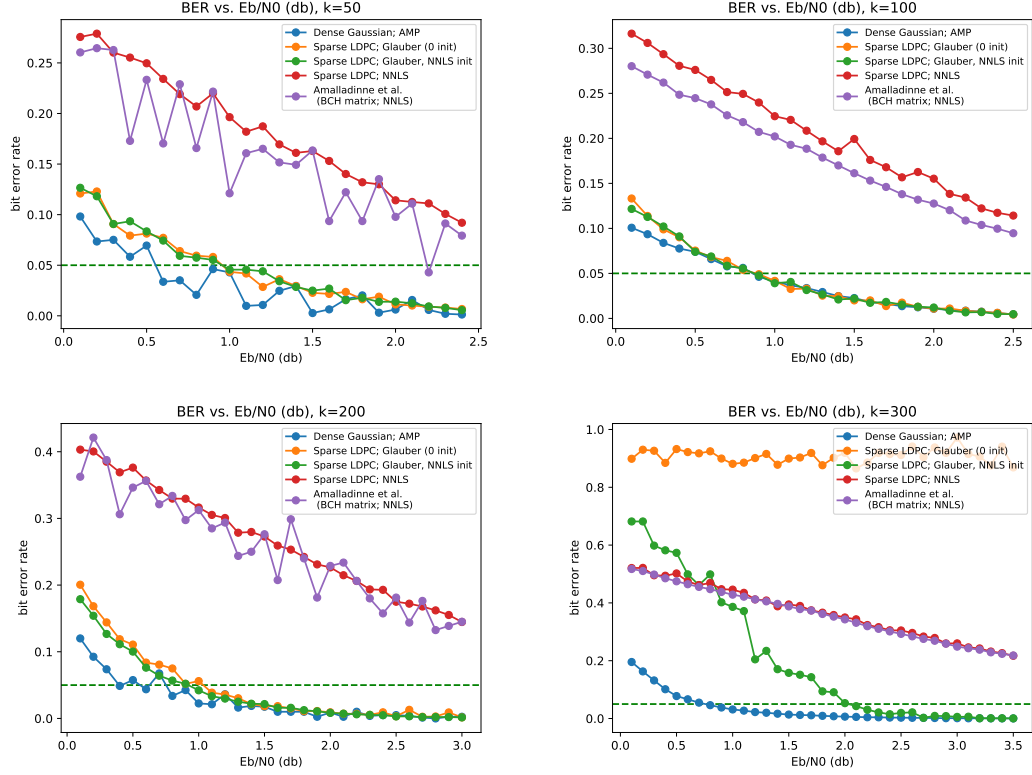 BER vs. Eb/N0 (db), k=50
bit error rate
0.25
0.20
0.15
0.10
0.05
0.00
Dense Gaussian; AMP
Sparse LDPC; Glauber (0 init)
Sparse LDPC; Glauber, NNLS init
Sparse LDPC; NNLS
Amalladinne et al.
(BCH matrix; NNLS)
0.0 0.5 1.0 1.5 2.0 2.5
Eb/N0 (db)
BER vs. Eb/N0 (db), k=100
bit error rate
0.30
0.25
0.20
0.15
0.10
0.05
0.00
Dense Gaussian; AMP
Sparse LDPC; Glauber (0 init)
Sparse LDPC; Glauber, NNLS init
Sparse LDPC; NNLS
Amalladinne et al.
(BCH matrix; NNLS)
0.0 0.5 1.0 1.5 2.0 2.5
Eb/N0 (db)
BER vs. Eb/N0 (db), k=200
bit error rate
0.4
0.3
0.2
0.1
0.0
Dense Gaussian; AMP
Sparse LDPC; Glauber (0 init)
Sparse LDPC; Glauber, NNLS init
Sparse LDPC; NNLS
Amalladinne et al.
(BCH matrix; NNLS)
0.0 0.5 1.0 1.5 2.0 2.5 3.0
Eb/N0 (db)
BER vs. Eb/N0 (db), k=300
bit error rate
1.0
0.8
0.6
0.4
0.2
0.0
Dense Gaussian; AMP
Sparse LDPC; Glauber (0 init)
Sparse LDPC; Glauber, NNLS init
Sparse LDPC; NNLS
Amalladinne et al.
(BCH matrix; NNLS)
0.0 0.5 1.0 1.5 2.0 2.5 3.0 3.5
Eb/N0 (db)